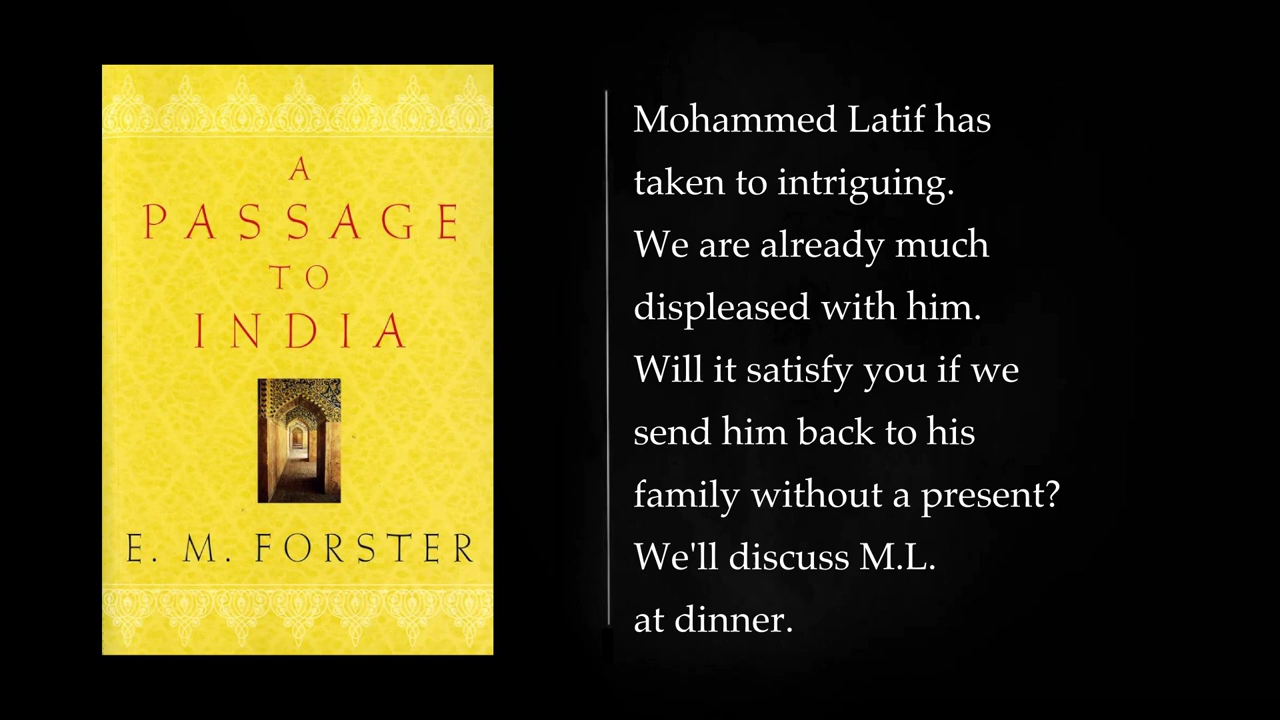 A
PASSAGE
TO
INDIA
E. M. FORSTER
Mohammed Latif has
taken to intriguing.
We are already much
displeased with him.
Will it satisfy you if we
send him back to his
family without a present?
We'll discuss M.L.
at dinner.